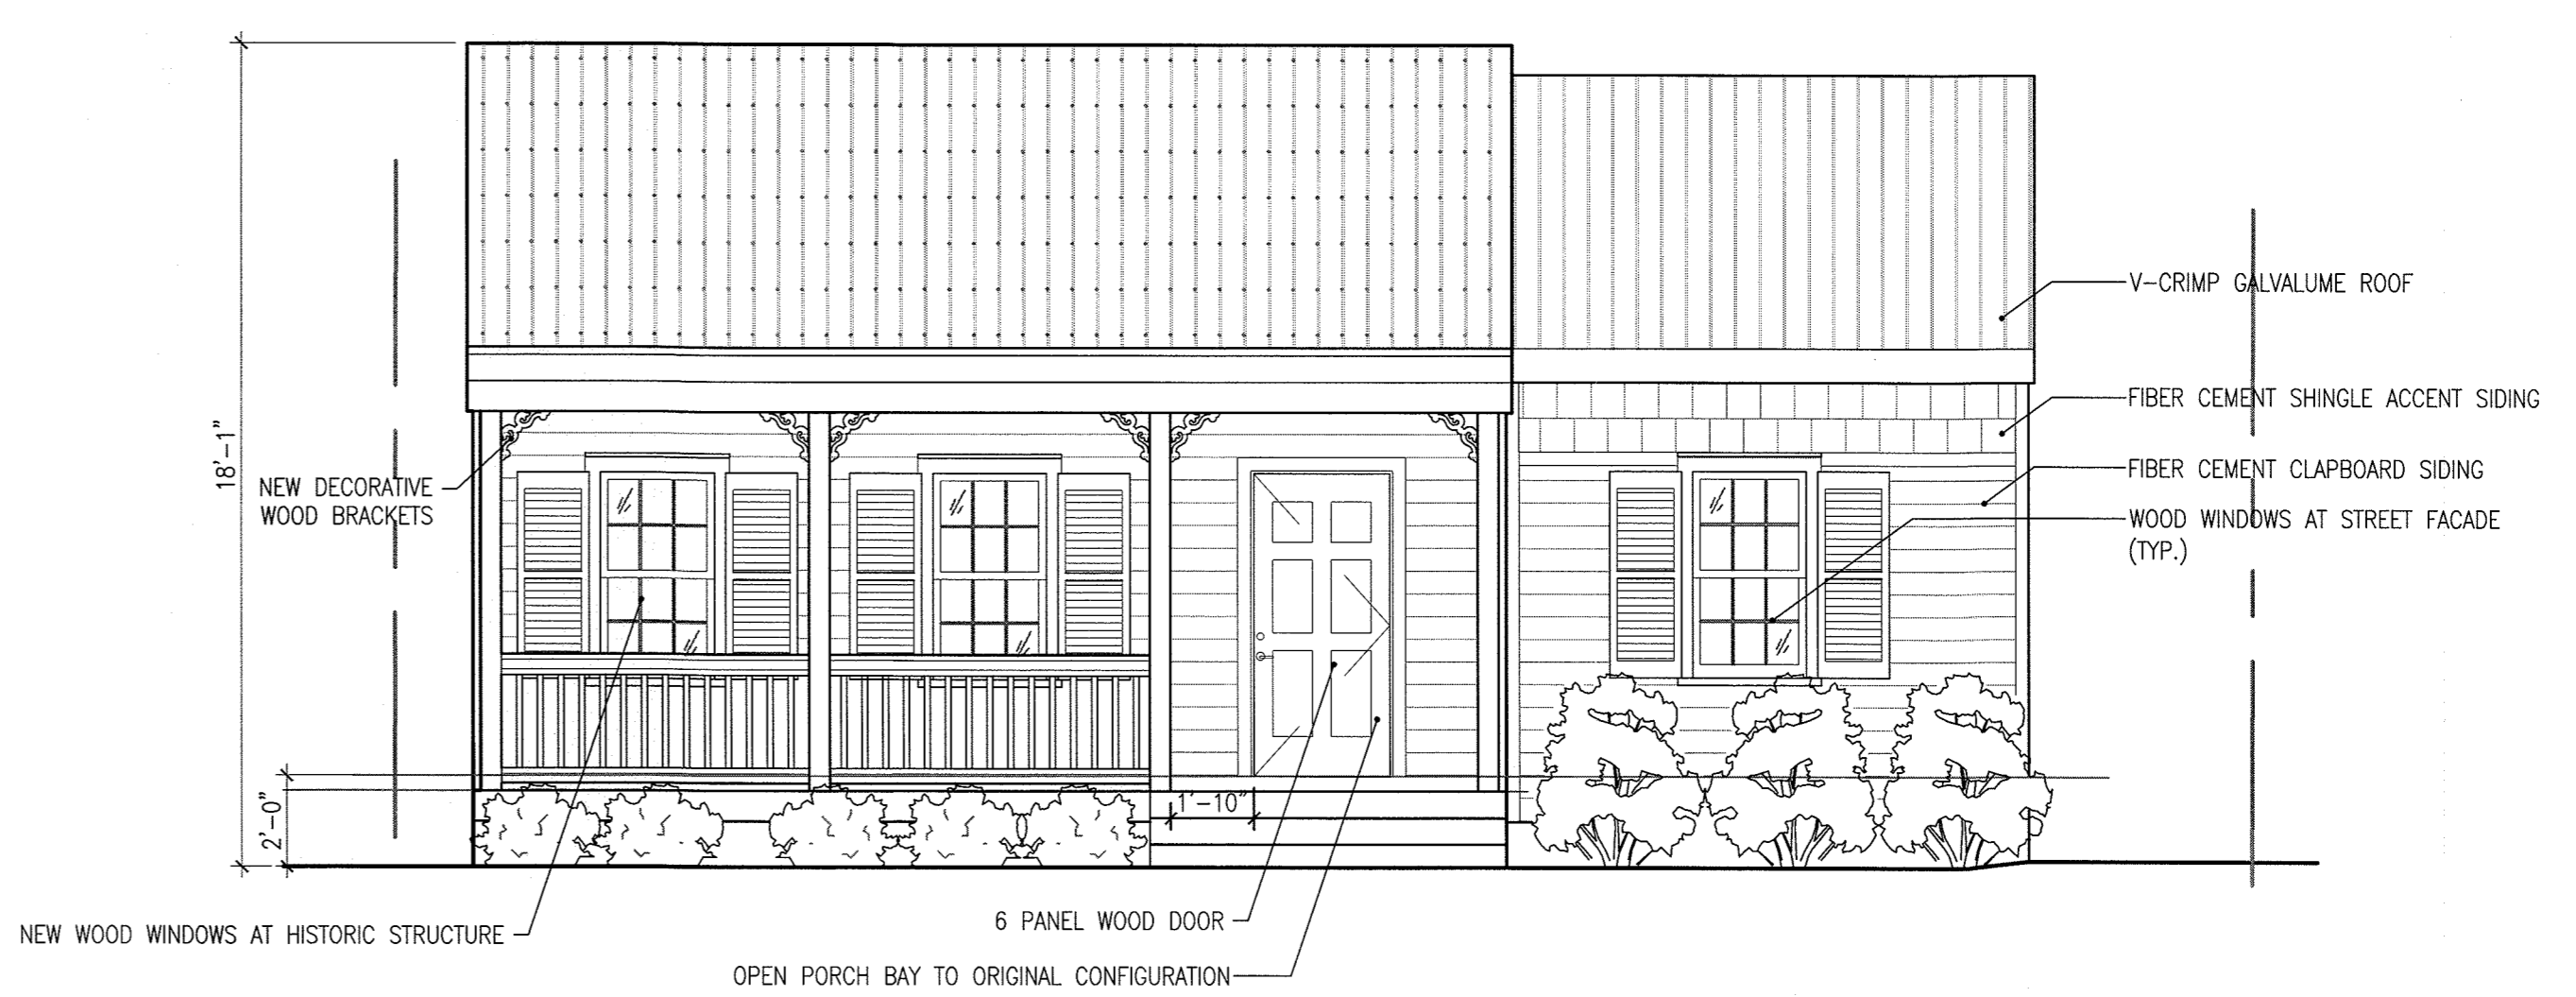 18'-1"
V-CRIMP GALVALUME ROOF
FIBER CEMENT SHINGLE ACCENT SIDING
NEW DECORATIVE
WOOD BRACKETS
FIBER CEMENT CLAPBOARD SIDING
WOOD WINDOWS AT STREET FACADE
(TYP.)
2'-0"
1'-10"
NEW WOOD WINDOWS AT HISTORIC STRUCTURE
6 PANEL WOOD DOOR
OPEN PORCH BAY TO ORIGINAL CONFIGURATION